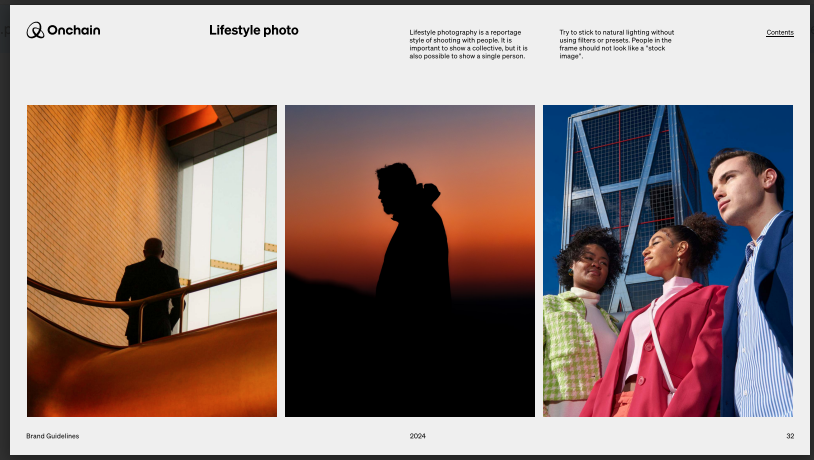 Onchain
Lifestyle photo
Lifestyle photography is a reportage
style of shooting with people. It is
important to show a collective, but it is
also possible to show a single person.
Try to stick to natural lighting without
using filters or presets. People in the
frame should not look like a "stock
image".
Contents
Brand Guidelines
2024
32